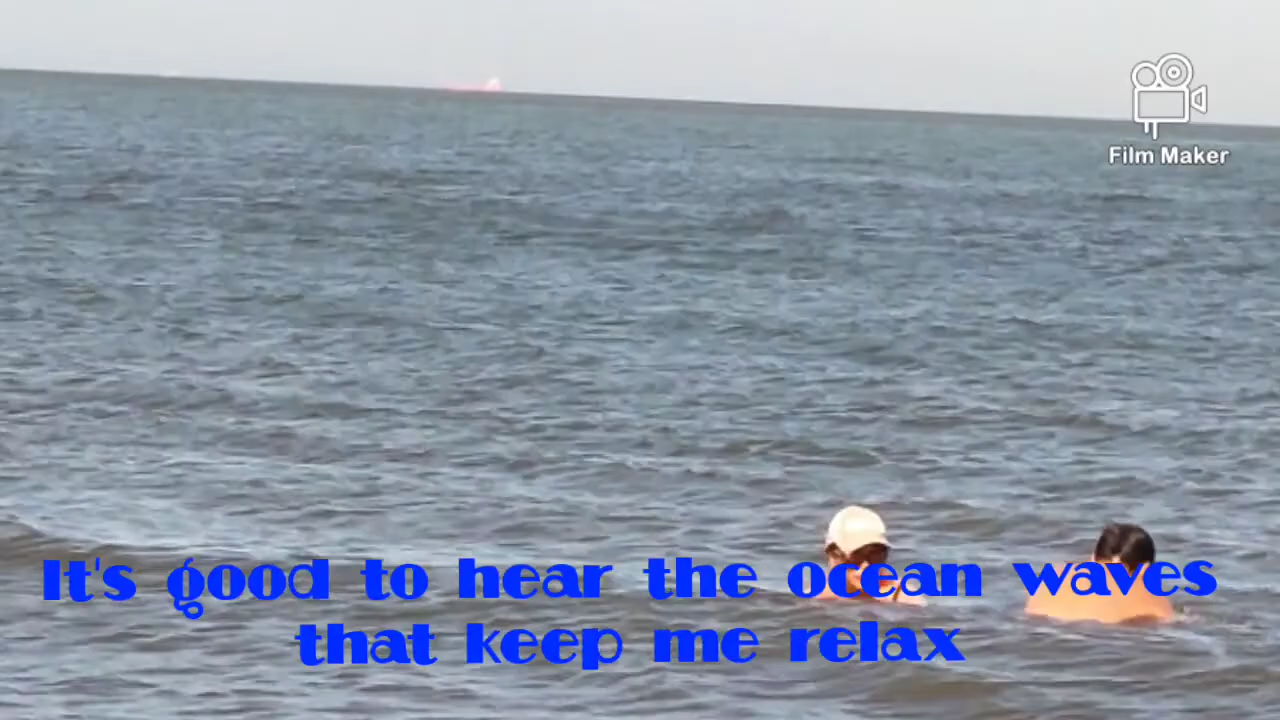 Film Maker
It's good to hear the ocean waves
that keep me relax